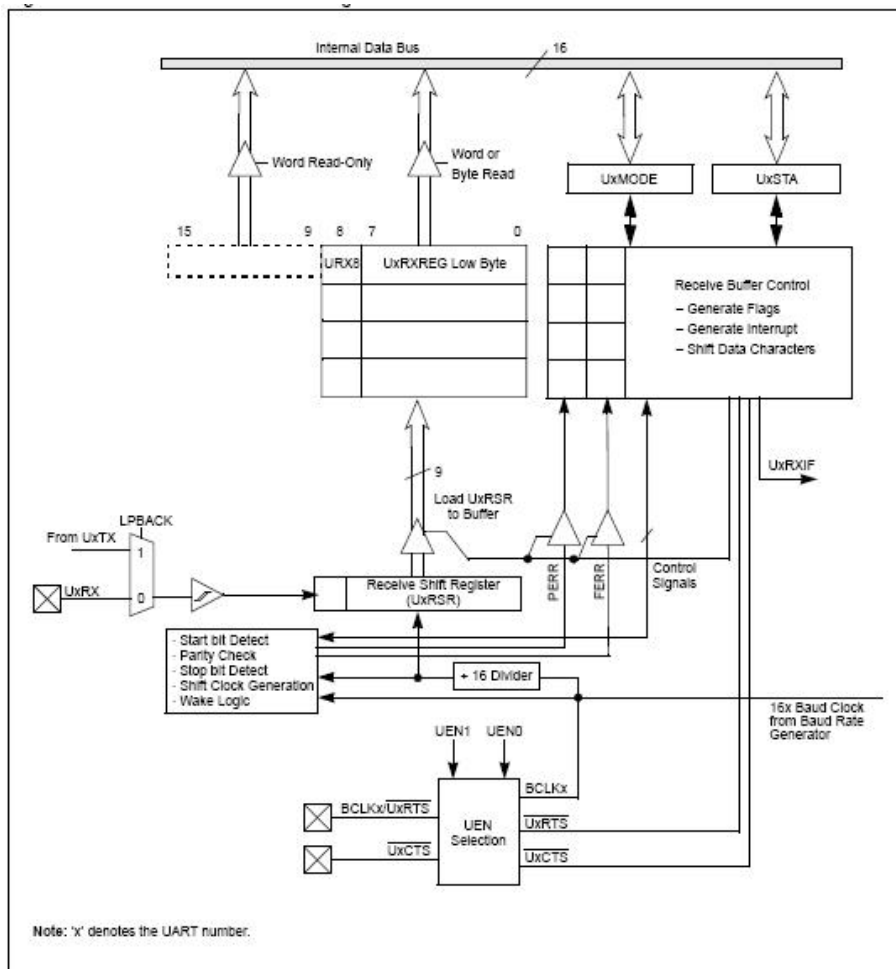 Internal Data Bus
16
Word Read-Only
Word or
Byte Read
UxMODE
UxSTA
15
9
8
7
0
URX8
UxRXREG Low Byte
Receive Buffer Control
– Generate Flags
– Generate Interrupt
– Shift Data Characters
9
UxRXIF
Load UxRSR
to Buffer
LPBACK
From UxTX
1
UxRX
0
Receive Shift Register
(UxRSR)
PERR
FERR
Control
Signals
- Start bit Detect
- Parity Check
- Stop bit Detect
- Shift Clock Generation
- Wake Logic
÷ 16 Divider
16x Baud Clock
from Baud Rate
Generator
UEN1
UEN0
BCLKx
BCLKx/UxRTS
UEN
Selection
UxRTS
UxCTS
UxCTS
Note: 'x' denotes the UART number.